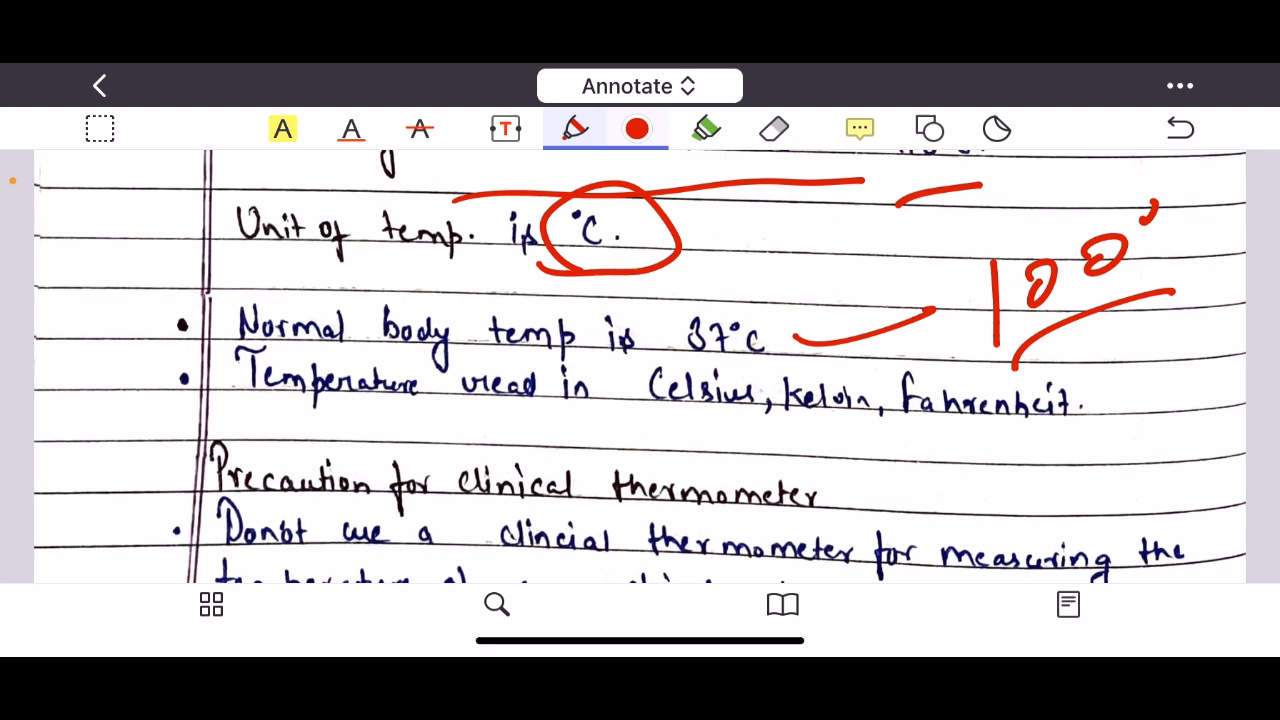 Annotate
A A A T
Unit of temp. is °C.
100°
• Normal body temp is 37°C
• Temperature read in Celsius, Kelvin, Fahrenheit.
Precaution for clinical thermometer
• Donot use a clincial thermometer for measuring the